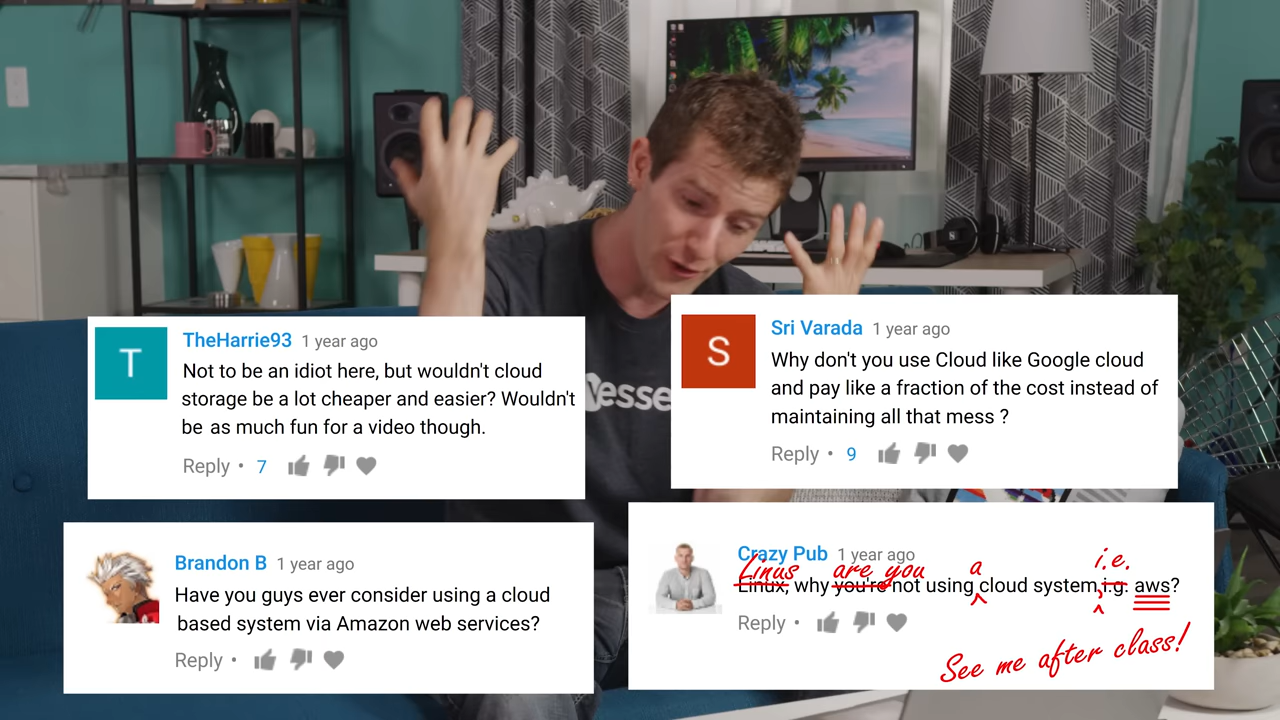 TheHarrie93 1 year ago
Not to be an idiot here, but wouldn't cloud
storage be a lot cheaper and easier? Wouldn't
be as much fun for a video though.
Reply • 7
T
Sri Varada 1 year ago
Why don't you use Cloud like Google cloud
and pay like a fraction of the cost instead of
maintaining all that mess ?
Reply • 9
S
esse
Brandon B 1 year ago
Have you guys ever consider using a cloud
based system via Amazon web services?
Reply •
Crazy Pub 1 year ago
Linus are you a i.e.
Linux, why you're not using cloud system i.g. aws?
Reply •
See me after class!